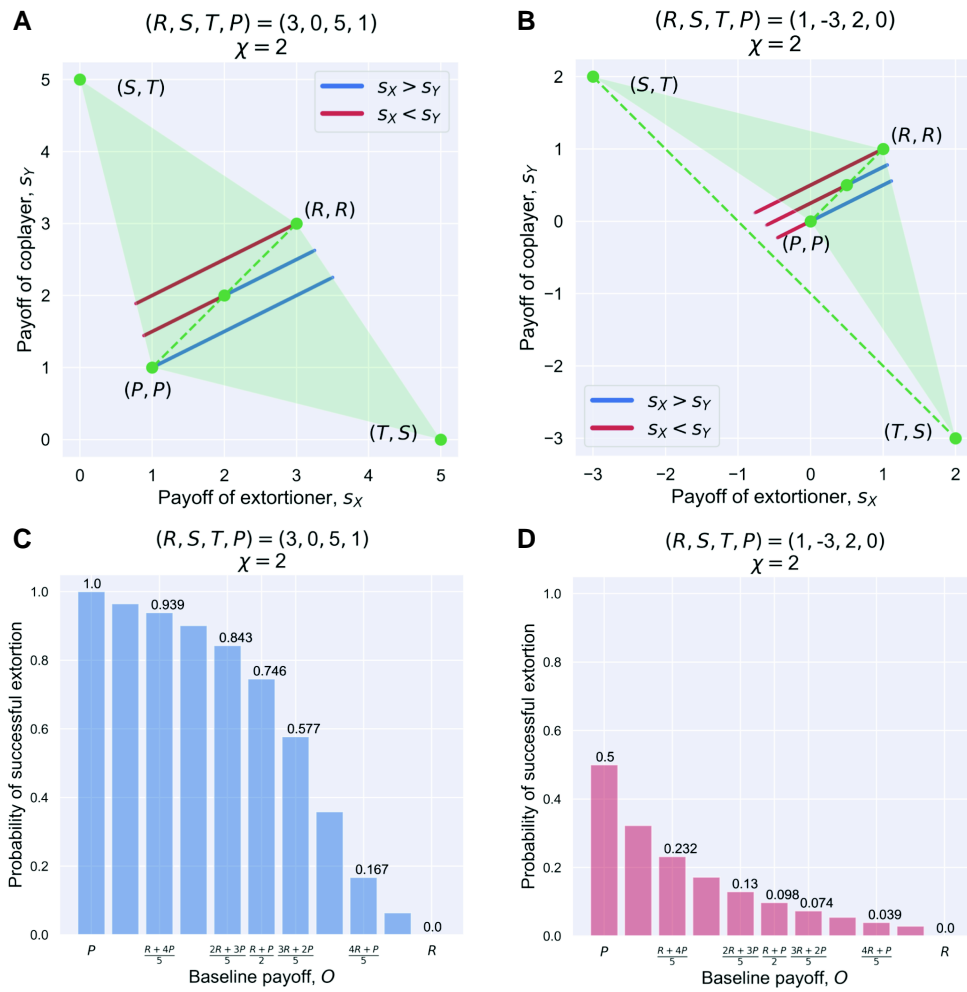 A
(R, S, T, P) = (3, 0, 5, 1)
χ = 2
5
4
3
2
1
0
Payoff of coplayer, s_Y
(S, T)
s_X > s_Y
s_X < s_Y
(R, R)
(P, P)
(T, S)
0 1 2 3 4 5
Payoff of extortioner, s_X
B
(R, S, T, P) = (1, -3, 2, 0)
χ = 2
2
1
0
−1
−2
−3
Payoff of coplayer, s_Y
(S, T)
(R, R)
(P, P)
s_X > s_Y
s_X < s_Y
(T, S)
−3 −2 −1 0 1 2
Payoff of extortioner, s_X
C
(R, S, T, P) = (3, 0, 5, 1)
χ = 2
1.0
0.8
0.6
0.4
0.2
0.0
Probability of successful extortion
1.0
0.939
0.843
0.746
0.577
0.167
0.0
P (R + 4P)/5 (2R + 3P)/5 (R + P)/2 (3R + 2P)/5 (4R + P)/5 R
Baseline payoff, O
D
(R, S, T, P) = (1, -3, 2, 0)
χ = 2
1.0
0.8
0.6
0.4
0.2
0.0
Probability of successful extortion
0.5
0.232
0.13
0.098
0.074
0.039
0.0
P (R + 4P)/5 (2R + 3P)/5 (R + P)/2 (3R + 2P)/5 (4R + P)/5 R
Baseline payoff, O